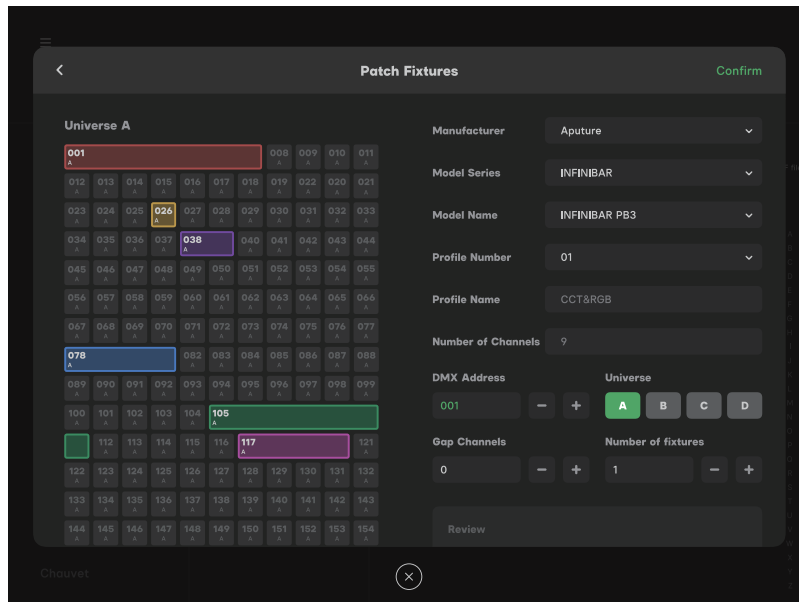 Patch Fixtures
Confirm
Universe A
001 008 009 010 011
A A A A A
012 013 014 015 016 017 018 019 022 020 021
A A A A A A A A A A A
023 024 025 026 027 028 029 030 031 032 033
A A A A A A A A A A A
034 035 036 037 038 040 041 042 043 044
A A A A A A A A A A
045 046 047 048 049 050 051 052 053 054 055
A A A A A A A A A A A
056 057 058 059 060 061 062 063 064 065 066
A A A A A A A A A A A
067 068 069 070 071 072 073 074 075 076 077
A A A A A A A A A A A
078 082 083 084 085 086 087 088
A A A A A A A A
089 090 091 092 093 094 095 096 097 098 099
A A A A A A A A A A A
100 101 102 103 104 105
A A A A A A
112 113 114 115 116 117 121
A A A A A A A
122 123 124 125 126 127 128 129 130 131 132
A A A A A A A A A A A
133 134 135 136 137 138 139 140 141 142 143
A A A A A A A A A A A
144 145 146 147 148 149 150 151 152 153 154
A A A A A A A A A A A
Manufacturer Aputure
Model Series INFINIBAR
Model Name INFINIBAR PB3
Profile Number 01
Profile Name CCT&RGB
Number of Channels 9
DMX Address Universe
001 − + A B C D
Gap Channels Number of fixtures
0 − + 1 − +
Review
Chauvet